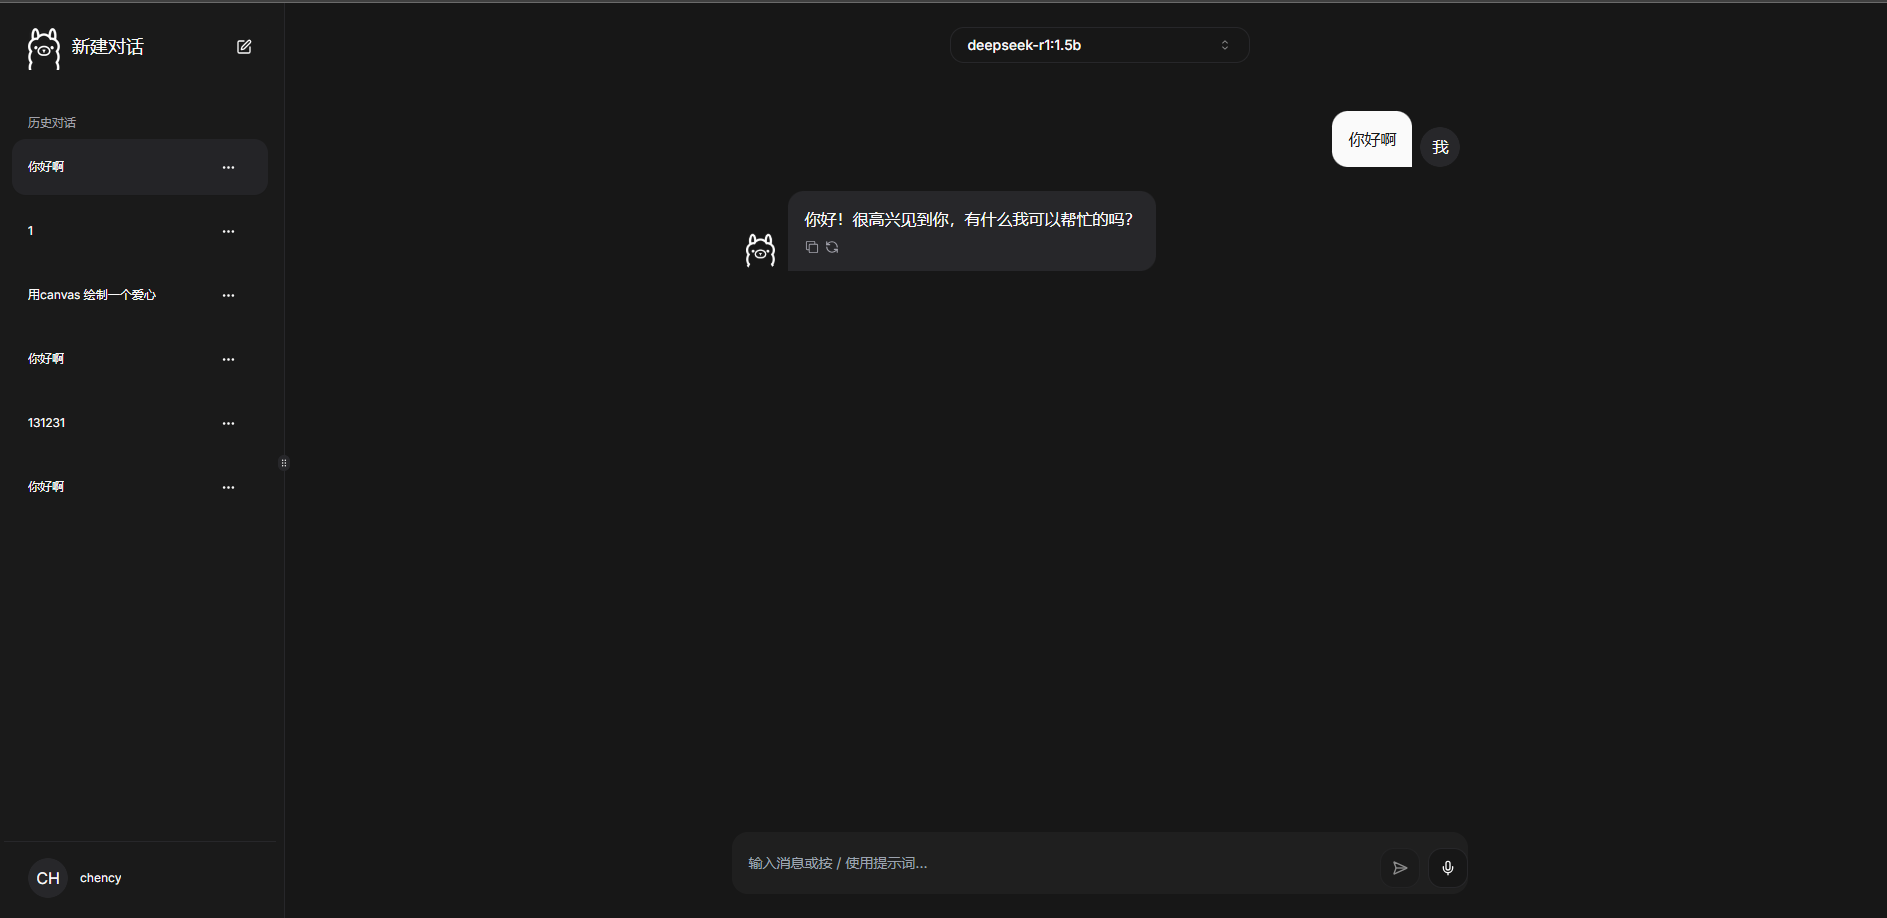 新建对话
历史对话
你好啊
1
用canvas 绘制一个爱心
你好啊
131231
你好啊
CH
chency
deepseek-r1:1.5b
你好啊
我
你好！很高兴见到你，有什么我可以帮忙的吗？
输入消息或按 / 使用提示词...